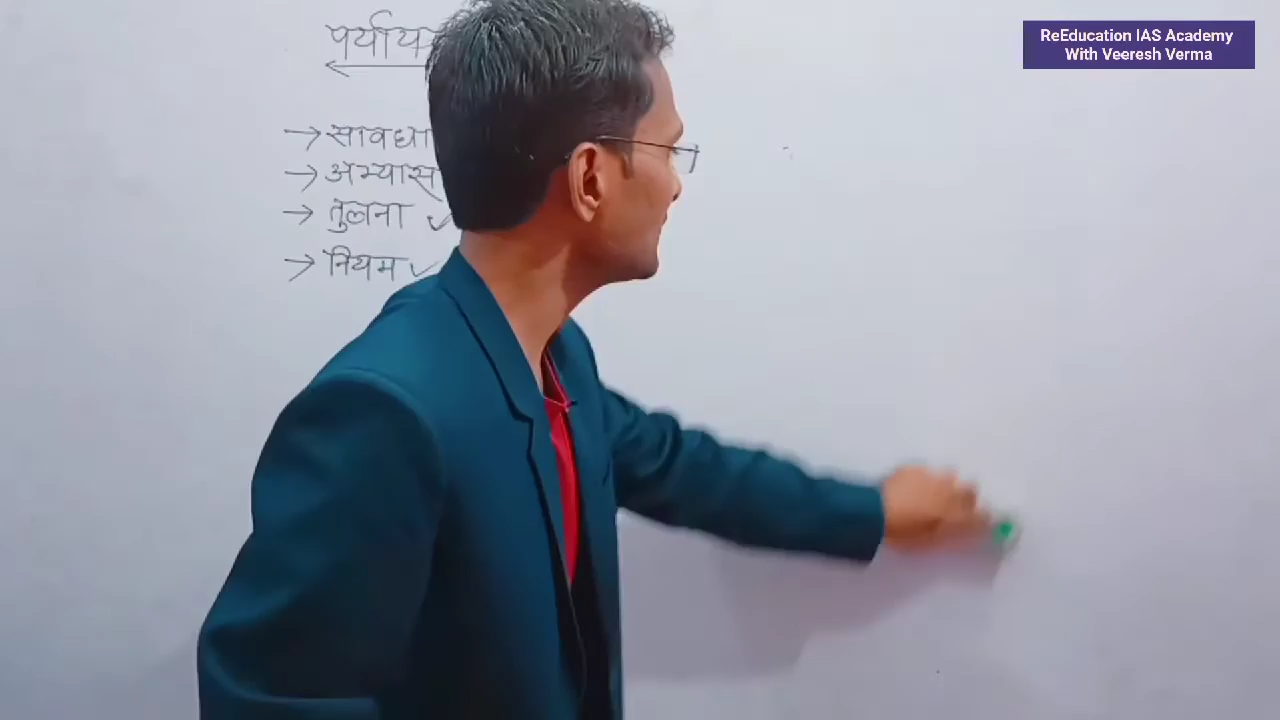 पर्याय
→ सावधा
→ अभ्यास
→ तुलना ✓
→ नियम ✓
ReEducation IAS Academy
With Veeresh Verma